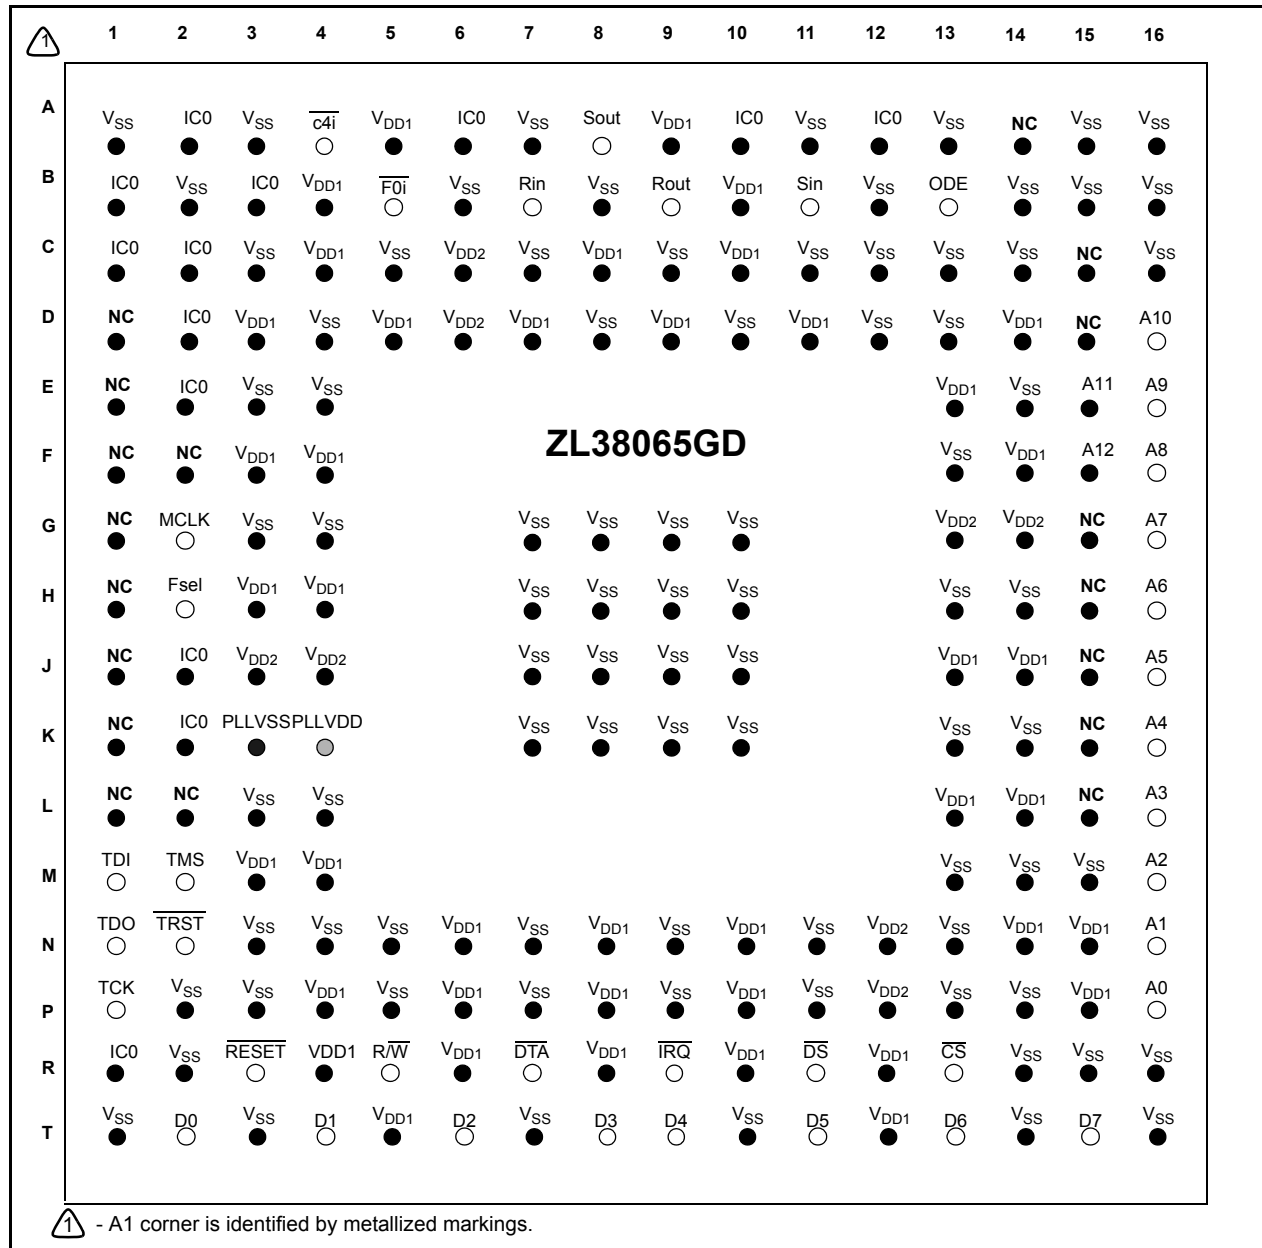 1 1 2 3 4 5 6 7 8 9 10 11 12 13 14 15 16
A VSS IC0 VSS c4i VDD1 IC0 VSS Sout VDD1 IC0 VSS IC0 VSS NC VSS VSS
B IC0 VSS IC0 VDD1 F0i VSS Rin VSS Rout VDD1 Sin VSS ODE VSS VSS VSS
C IC0 IC0 VSS VDD1 VSS VDD2 VSS VDD1 VSS VDD1 VSS VSS VSS VSS NC VSS
D NC IC0 VDD1 VSS VDD1 VDD2 VDD1 VSS VDD1 VSS VDD1 VSS VSS VDD1 NC A10
E NC IC0 VSS VSS VDD1 VSS A11 A9
ZL38065GD
F NC NC VDD1 VDD1 VSS VDD1 A12 A8
G NC MCLK VSS VSS VSS VSS VSS VSS VDD2 VDD2 NC A7
H NC Fsel VDD1 VDD1 VSS VSS VSS VSS VSS VSS NC A6
J NC IC0 VDD2 VDD2 VSS VSS VSS VSS VDD1 VDD1 NC A5
K NC IC0 PLLVSS PLLVDD VSS VSS VSS VSS VSS VSS NC A4
L NC NC VSS VSS VDD1 VDD1 NC A3
M TDI TMS VDD1 VDD1 VSS VSS VSS A2
N TDO TRST VSS VSS VSS VDD1 VSS VDD1 VSS VDD1 VSS VDD2 VSS VDD1 VDD1 A1
P TCK VSS VSS VDD1 VSS VDD1 VSS VDD1 VSS VDD1 VSS VDD2 VSS VSS VDD1 A0
R IC0 VSS RESET VDD1 R/W VDD1 DTA VDD1 IRQ VDD1 DS VDD1 CS VSS VSS VSS
T VSS D0 VSS D1 VDD1 D2 VSS D3 D4 VSS D5 VDD1 D6 VSS D7 VSS
1 - A1 corner is identified by metallized markings.